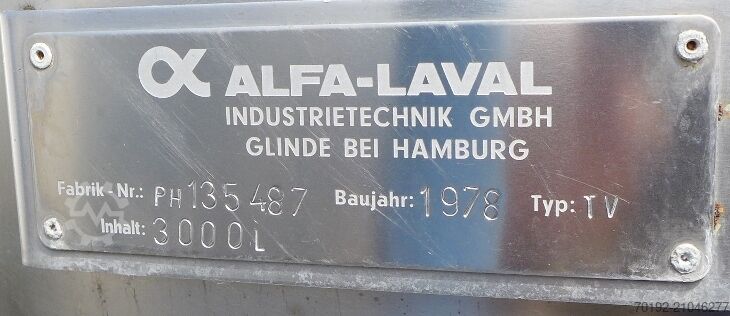 α ALFA-LAVAL
INDUSTRIETECHNIK GMBH
GLINDE BEI HAMBURG
Fabrik-Nr.: PH135487 Baujahr: 1978 Typ: TV
Inhalt: 3000L
70192-21046277